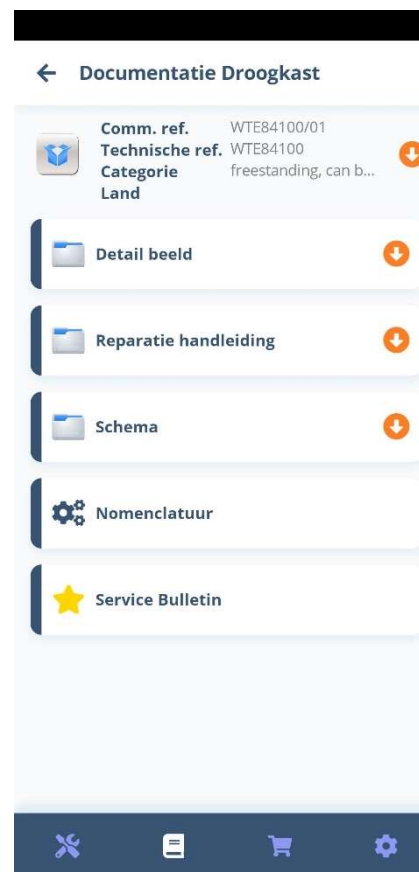 Documentatie Droogkast
Comm. ref. WTE84100/01
Technische ref. WTE84100
Categorie freestanding, can b...
Land
Detail beeld
Reparatie handleiding
Schema
Nomenclatuur
Service Bulletin